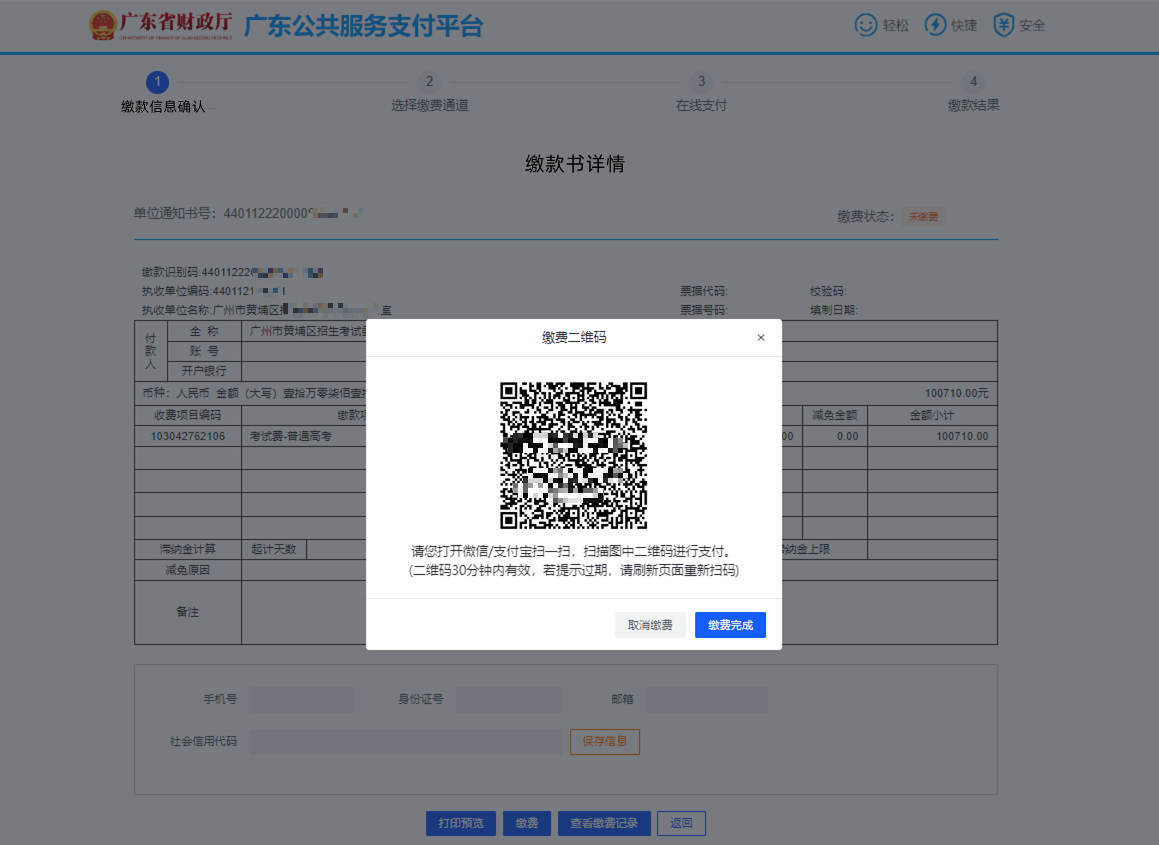 广东省财政厅 广东公共服务支付平台 轻松 快捷 安全
DEPARTMENT OF FINANCE OF GUANGDONG PROVINCE
1 2 3 4
缴款信息确认 选择缴费通道 在线支付 缴款结果
缴款书详情
单位通知书号: 440112220000 缴费状态: 未缴费
缴款识别码:44011222
执收单位编码:4401121 票据代码: 校验码:
执收单位名称:广州市黄埔区招 室 票据号码: 填制日期:
付款人 全 称 广州市黄埔区招生考试
账 号
开户银行
币种: 人民币 金额 (大写) 壹拾万零柒佰壹拾 100710.00元
收费项目编码 缴款项 减免金额 金额小计
103042762106 考试费-普通高考 00 0.00 100710.00
滞纳金计算 起计天数 滞纳金上限
减免原因
备注
缴费二维码 ×
请您打开微信/支付宝扫一扫，扫描图中二维码进行支付。
(二维码30分钟内有效，若提示过期，请刷新页面重新扫码)
取消缴费 缴费完成
手机号 身份证号 邮箱
社会信用代码 保存信息
打印预览 缴费 查看缴费记录 返回